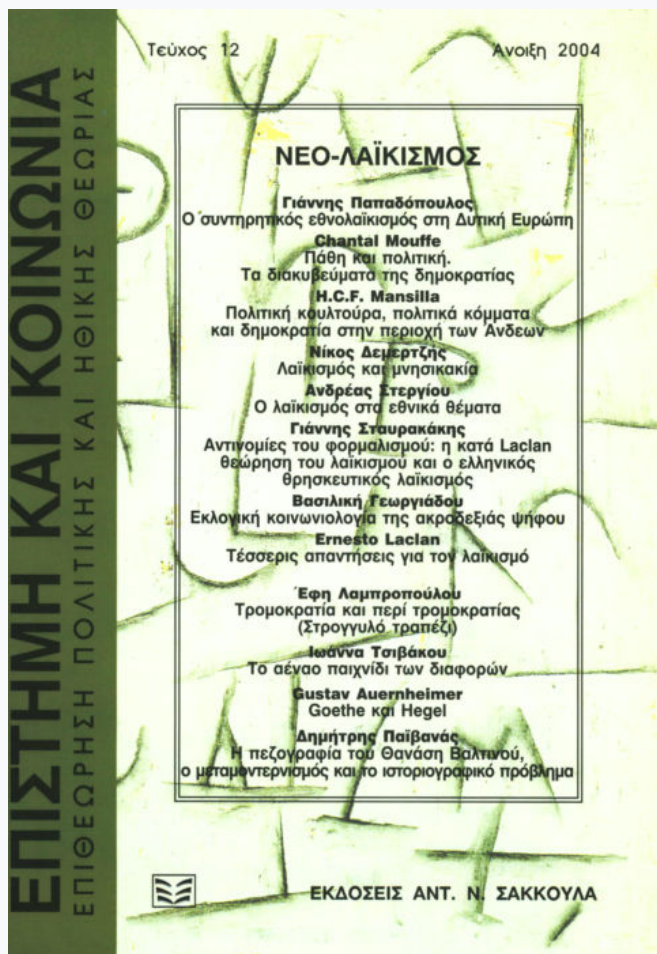 ΕΠΙΣΤΗΜΗ ΚΑΙ ΚΟΙΝΩΝΙΑ
ΕΠΙΘΕΩΡΗΣΗ ΠΟΛΙΤΙΚΗΣ ΚΑΙ ΗΘΙΚΗΣ ΘΕΩΡΙΑΣ
Τεύχος 12
Άνοιξη 2004
ΝΕΟ-ΛΑΪΚΙΣΜΟΣ
Γιάννης Παπαδόπουλος
Ο συντηρητικός εθνολαϊκισμός στη Δυτική Ευρώπη
Chantal Mouffe
Πάθη και πολιτική.
Τα διακυβεύματα της δημοκρατίας
H.C.F. Mansilla
Πολιτική κουλτούρα, πολιτικά κόμματα
και δημοκρατία στην περιοχή των Άνδεων
Νίκος Δεμερτζής
Λαϊκισμός και μνησικακία
Ανδρέας Στεργίου
Ο λαϊκισμός στα εθνικά θέματα
Γιάννης Σταυρακάκης
Αντινομίες του φορμαλισμού: η κατά Laclan
θεώρηση του λαϊκισμού και ο ελληνικός
θρησκευτικός λαϊκισμός
Βασιλική Γεωργιάδου
Εκλογική κοινωνιολογία της ακροδεξιάς ψήφου
Ernesto Laclan
Τέσσερις απαντήσεις για τον λαϊκισμό
Έφη Λαμπροπούλου
Τρομοκρατία και περί τρομοκρατίας
(Στρογγυλό τραπέζι)
Ιωάννα Τσιβάκου
Το αέναο παιχνίδι των διαφορών
Gustav Auernheimer
Goethe και Hegel
Δημήτρης Παϊβανάς
Η πεζογραφία του Θανάση Βαλτινού,
ο μεταμοντερνισμός και το ιστοριογραφικό πρόβλημα
ΕΚΔΟΣΕΙΣ ΑΝΤ. Ν. ΣΑΚΚΟΥΛΑ